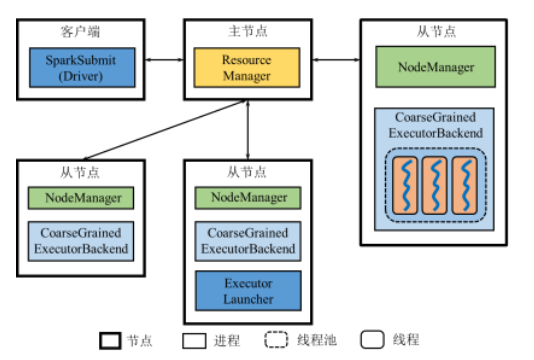 客户端
SparkSubmit
(Driver)
主节点
Resource
Manager
从节点
NodeManager
CoarseGrained
ExecutorBackend
从节点
NodeManager
CoarseGrained
ExecutorBackend
从节点
NodeManager
CoarseGrained
ExecutorBackend
Executor
Launcher
节点
进程
线程池
线程